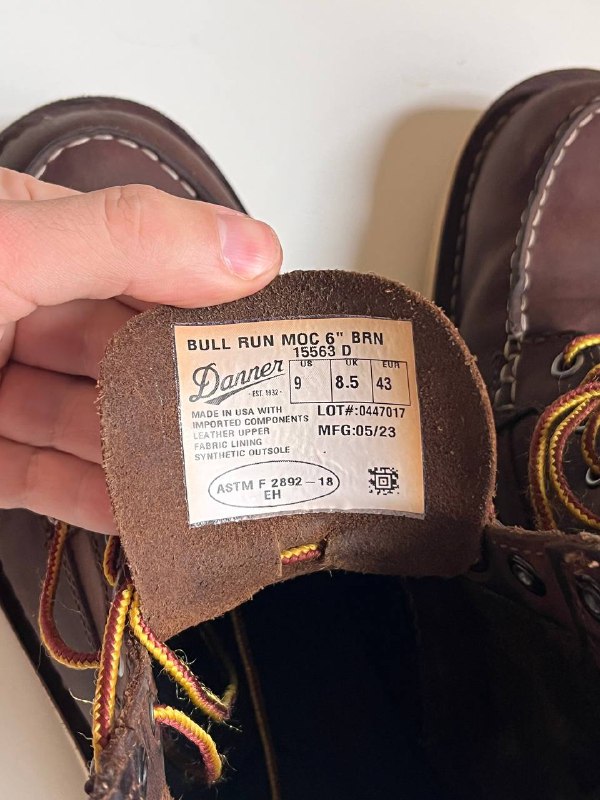 BULL RUN MOC 6" BRN
15563 D
Danner
- EST. 1932 -
US UK EUR
9 8.5 43
MADE IN USA WITH
IMPORTED COMPONENTS
LEATHER UPPER
FABRIC LINING
SYNTHETIC OUTSOLE
LOT#:0447017
MFG:05/23
ASTM F 2892-18
EH